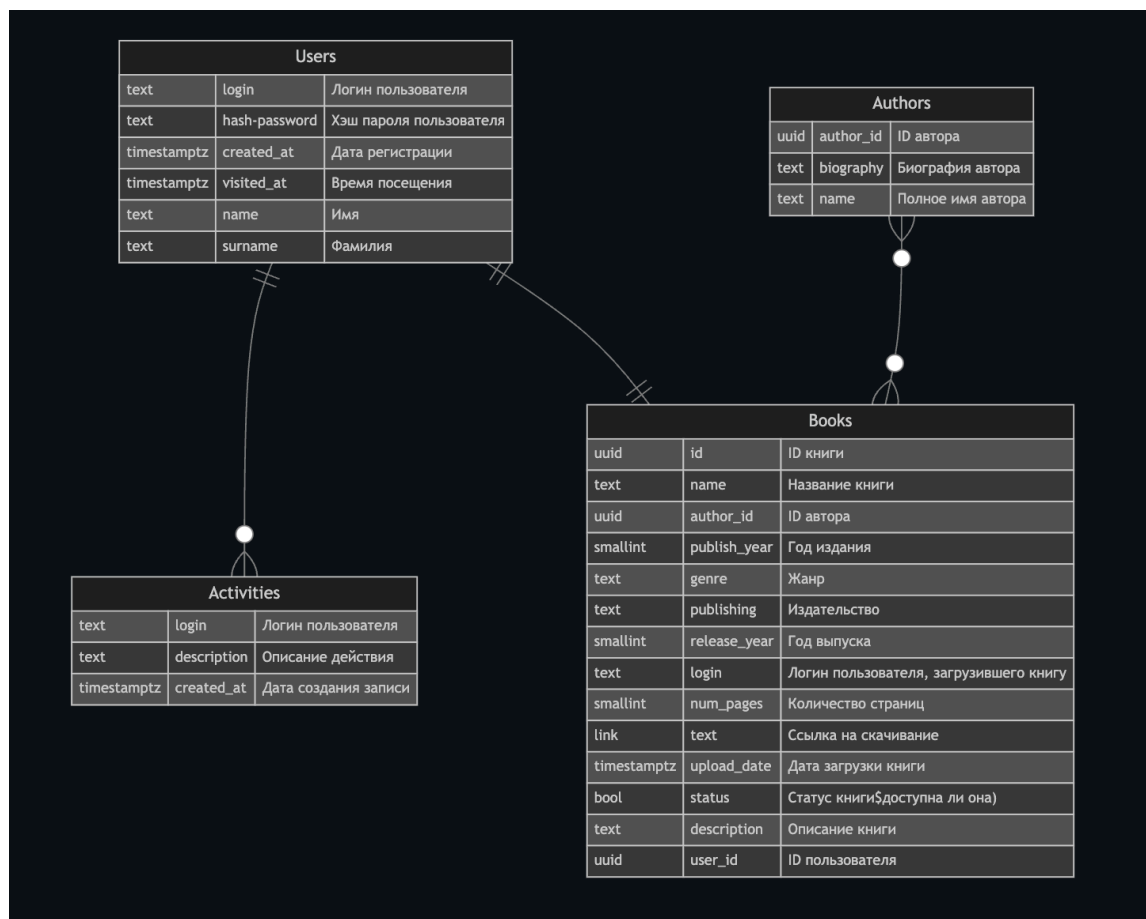 Users
text login Логин пользователя
text hash-password Хэш пароля пользователя
timestamptz created_at Дата регистрации
timestamptz visited_at Время посещения
text name Имя
text surname Фамилия
Authors
uuid author_id ID автора
text biography Биография автора
text name Полное имя автора
Books
uuid id ID книги
text name Название книги
uuid author_id ID автора
smallint publish_year Год издания
text genre Жанр
text publishing Издательство
smallint release_year Год выпуска
text login Логин пользователя, загрузившего книгу
smallint num_pages Количество страниц
link text Ссылка на скачивание
timestamptz upload_date Дата загрузки книги
bool status Статус книги$доступна ли она)
text description Описание книги
uuid user_id ID пользователя
Activities
text login Логин пользователя
text description Описание действия
timestamptz created_at Дата создания записи